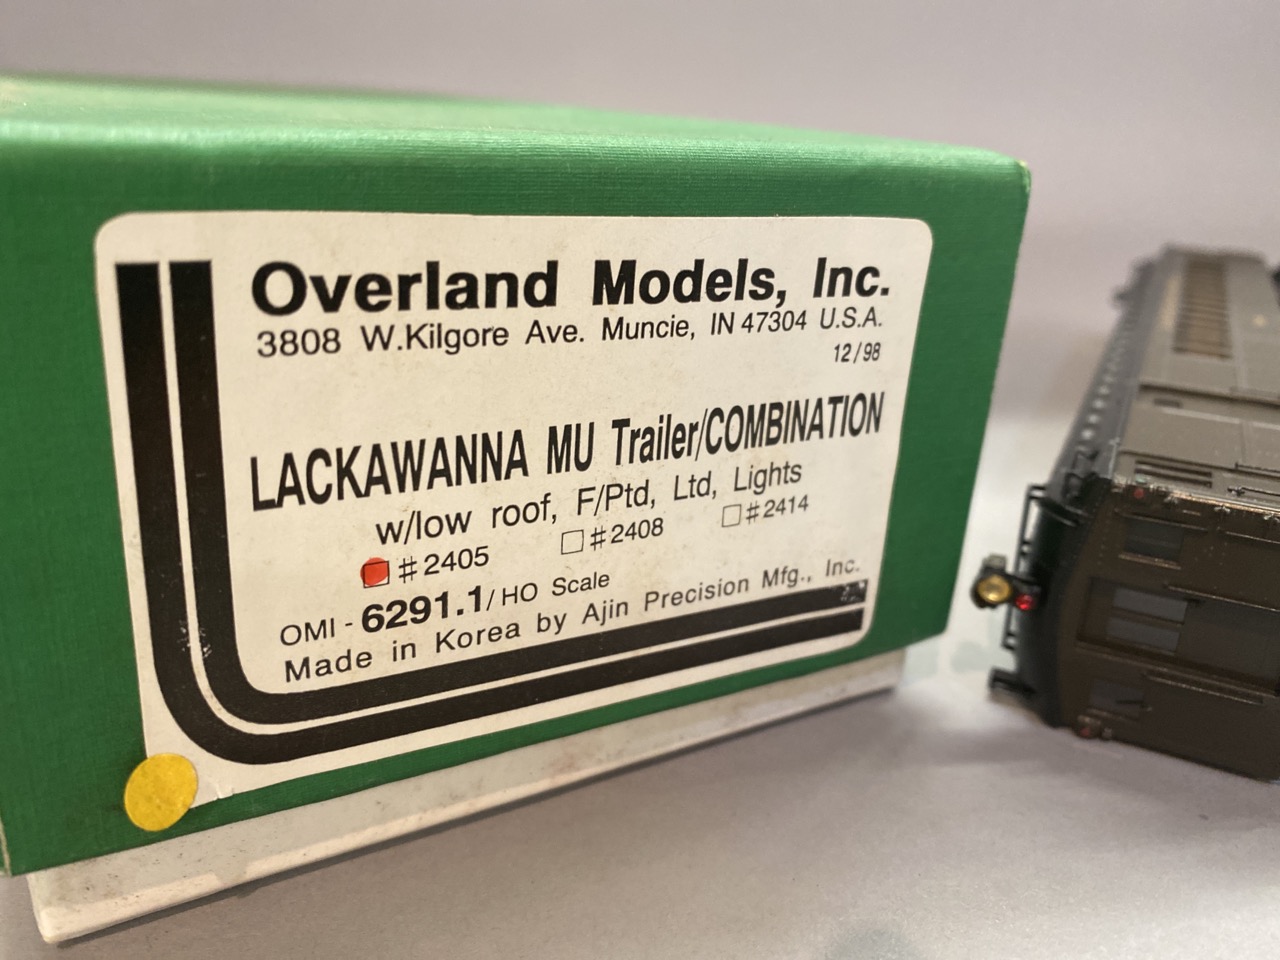 Overland Models, Inc.
3808 W.Kilgore Ave. Muncie, IN 47304 U.S.A.
12/98
LACKAWANNA MU Trailer/COMBINATION
w/low roof, F/Ptd, Ltd, Lights
#2405 #2408 #2414
OMI - 6291.1/HO Scale
Made in Korea by Ajin Precision Mfg., Inc.